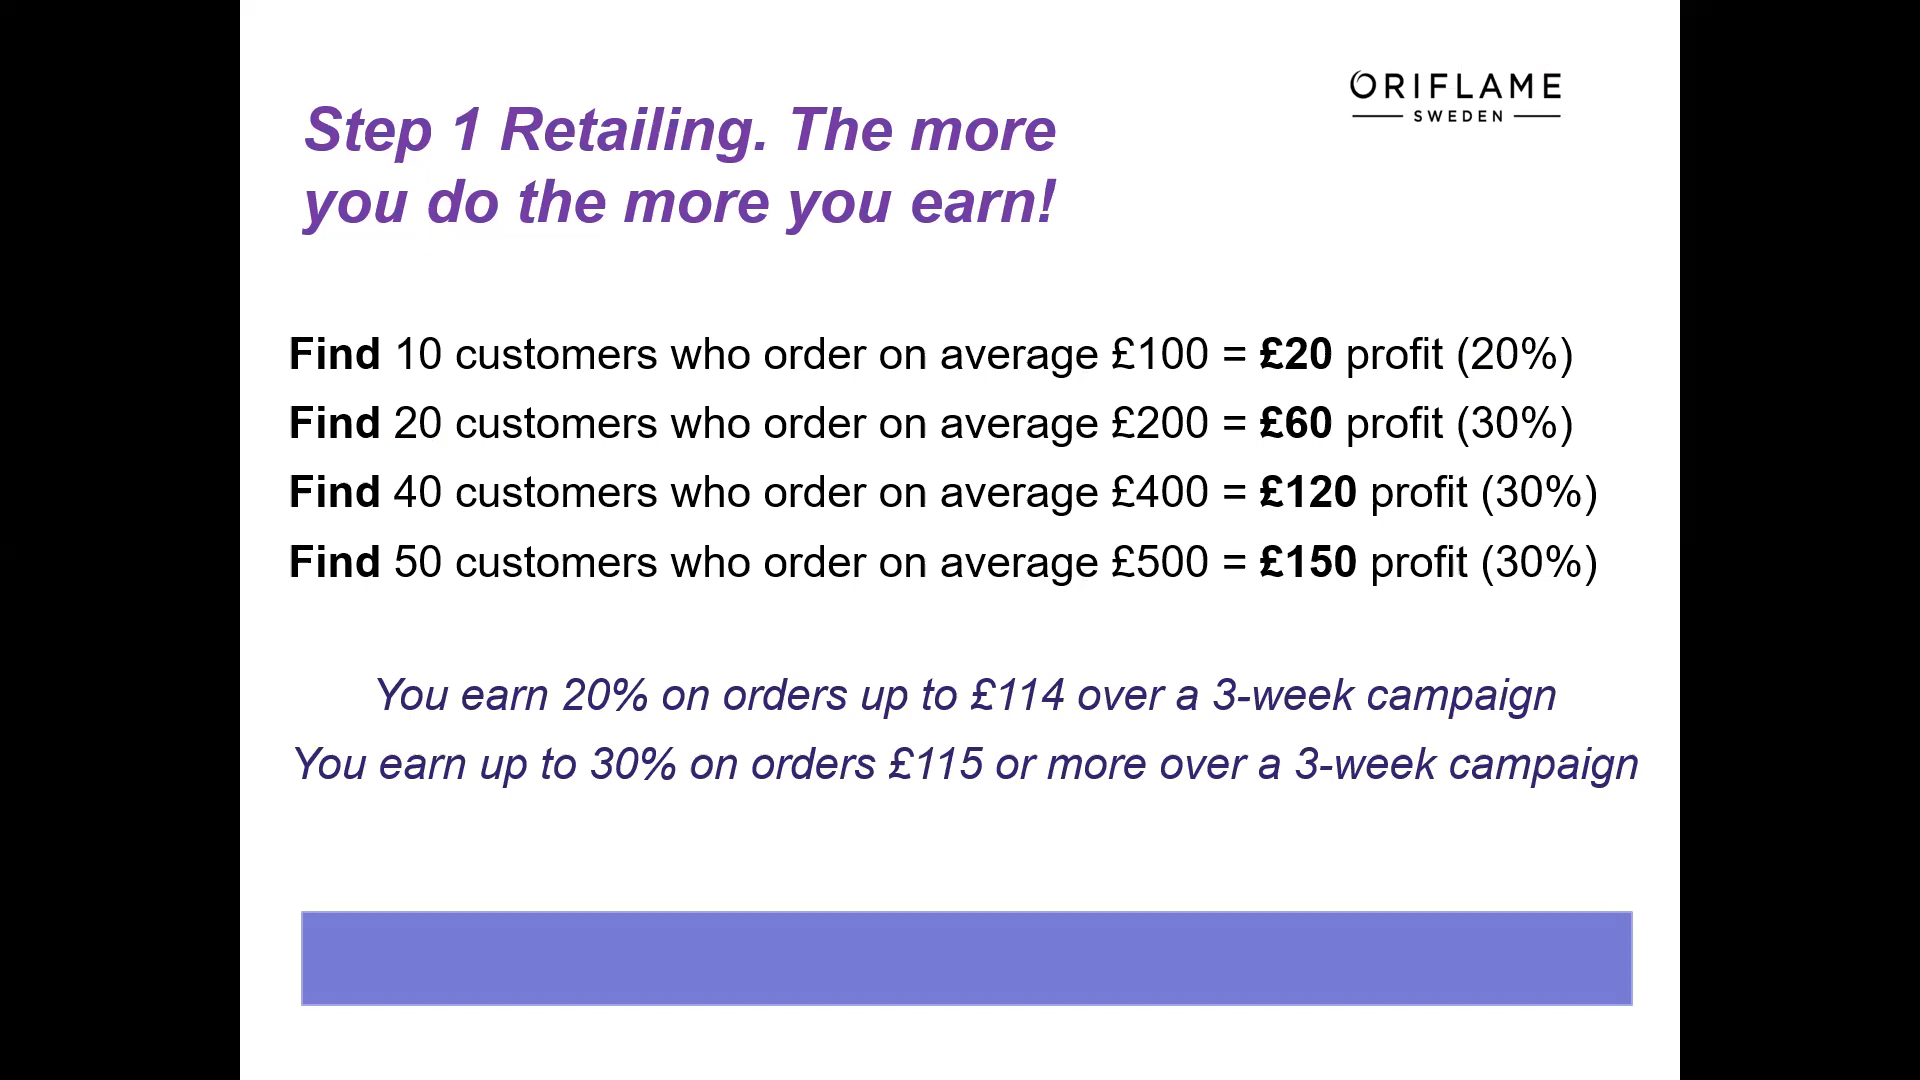 ORIFLAME
SWEDEN
Step 1 Retailing. The more
you do the more you earn!
Find 10 customers who order on average £100 = £20 profit (20%)
Find 20 customers who order on average £200 = £60 profit (30%)
Find 40 customers who order on average £400 = £120 profit (30%)
Find 50 customers who order on average £500 = £150 profit (30%)
You earn 20% on orders up to £114 over a 3-week campaign
You earn up to 30% on orders £115 or more over a 3-week campaign